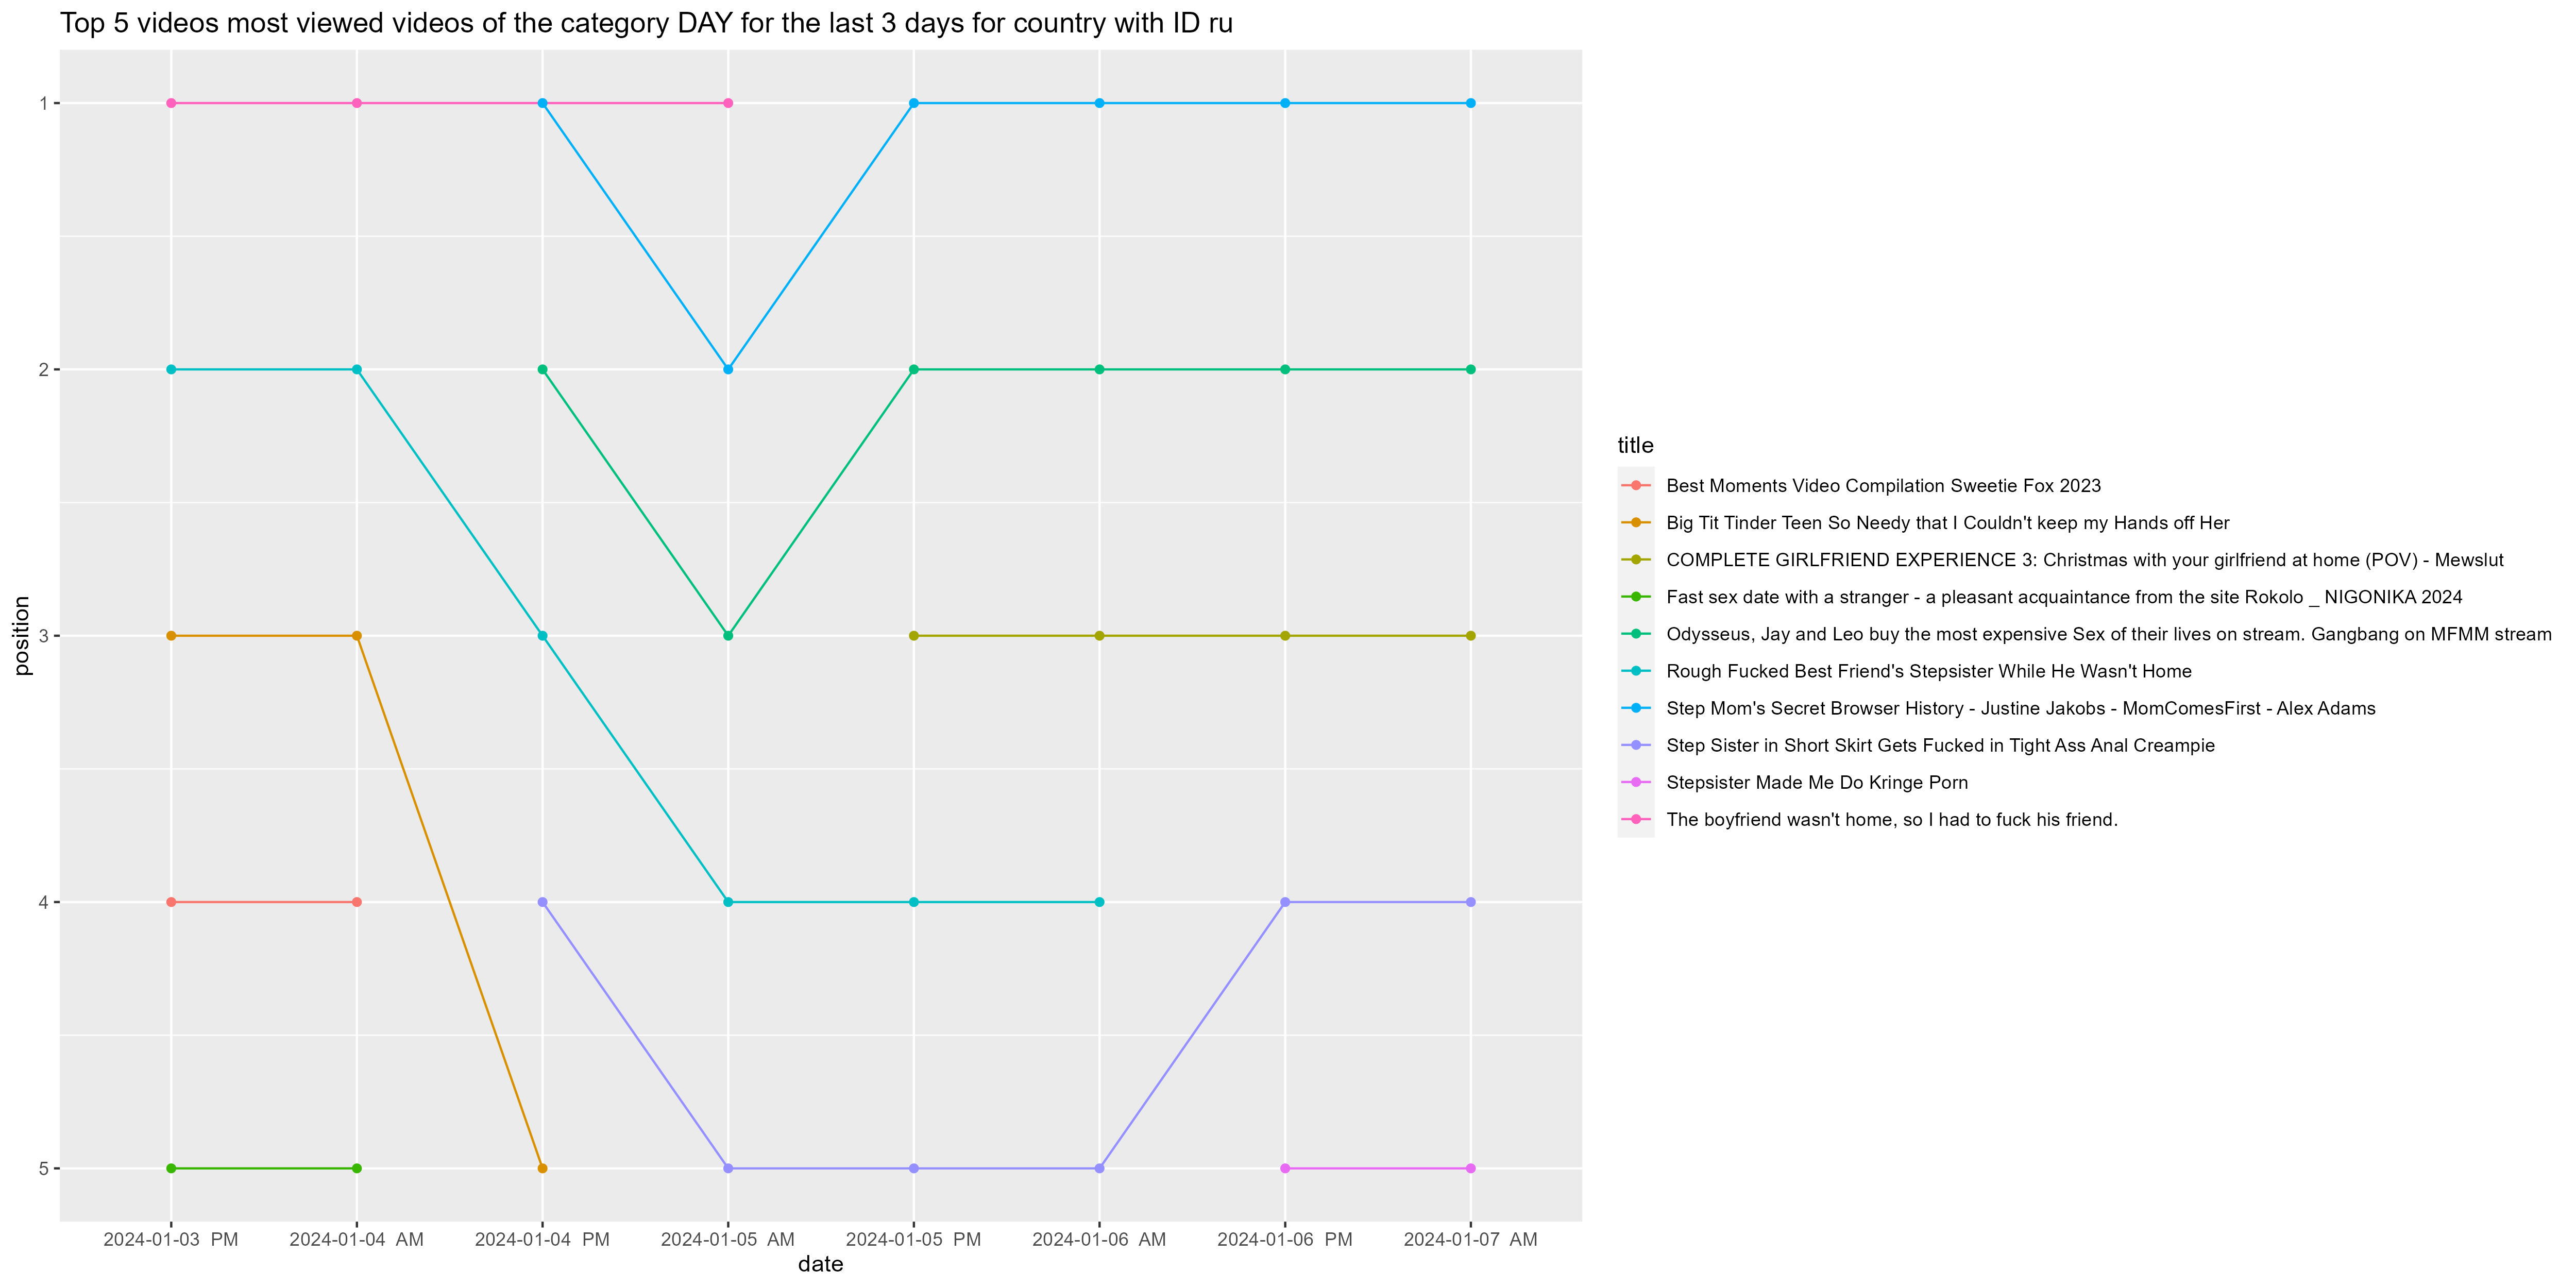 Top 5 videos most viewed videos of the category DAY for the last 3 days for country with ID ru
1
2
3
4
5
position
2024-01-03 PM
2024-01-04 AM
2024-01-04 PM
2024-01-05 AM
2024-01-05 PM
2024-01-06 AM
2024-01-06 PM
2024-01-07 AM
date
title
Best Moments Video Compilation Sweetie Fox 2023
Big Tit Tinder Teen So Needy that I Couldn't keep my Hands off Her
COMPLETE GIRLFRIEND EXPERIENCE 3: Christmas with your girlfriend at home (POV) - Mewslut
Fast sex date with a stranger - a pleasant acquaintance from the site Rokolo _ NIGONIKA 2024
Odysseus, Jay and Leo buy the most expensive Sex of their lives on stream. Gangbang on MFMM stream
Rough Fucked Best Friend's Stepsister While He Wasn't Home
Step Mom's Secret Browser History - Justine Jakobs - MomComesFirst - Alex Adams
Step Sister in Short Skirt Gets Fucked in Tight Ass Anal Creampie
Stepsister Made Me Do Kringe Porn
The boyfriend wasn't home, so I had to fuck his friend.